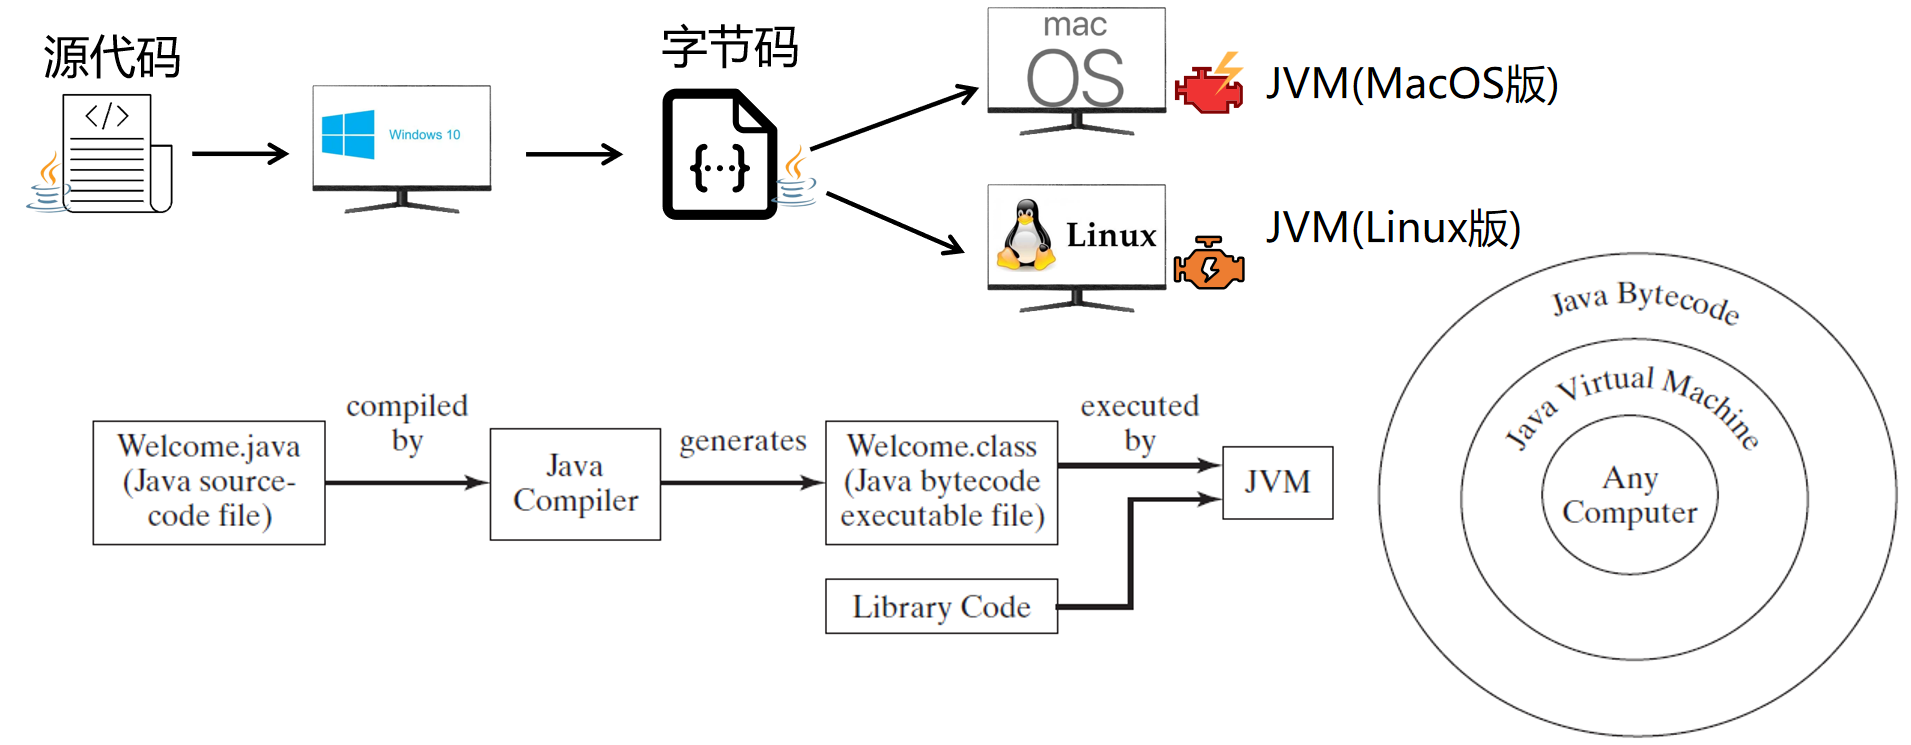 源代码
</>
Windows 10
字节码
{···}
mac
OS
JVM(MacOS版)
Linux
JVM(Linux版)
Welcome.java
(Java source-
code file)
compiled
by
Java
Compiler
generates
Welcome.class
(Java bytecode
executable file)
Library Code
executed
by
JVM
Java Bytecode
Java Virtual Machine
Any
Computer